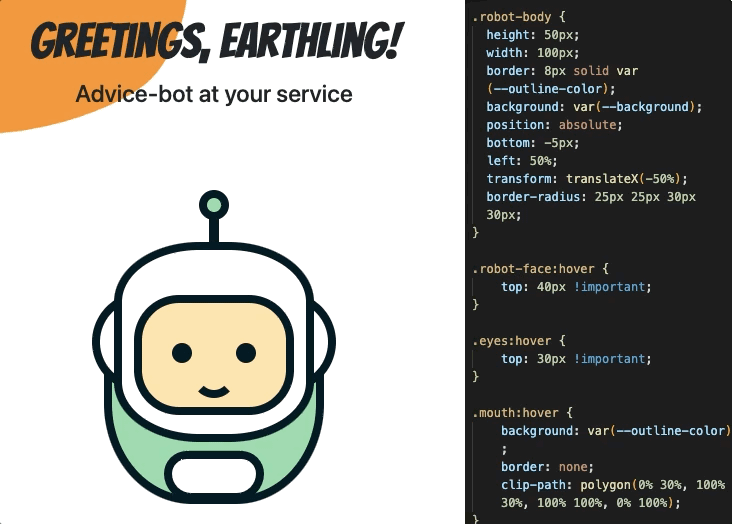 GREETINGS, EARTHLING!
Advice-bot at your service
.robot-body {
height: 50px;
width: 100px;
border: 8px solid var
(--outline-color);
background: var(--background);
position: absolute;
bottom: -5px;
left: 50%;
transform: translateX(-50%);
border-radius: 25px 25px 30px
30px;
}
.robot-face:hover {
top: 40px !important;
}
.eyes:hover {
top: 30px !important;
}
.mouth:hover {
background: var(--outline-color)
;
border: none;
clip-path: polygon(0% 30%, 100%
30%, 100% 100%, 0% 100%);
}